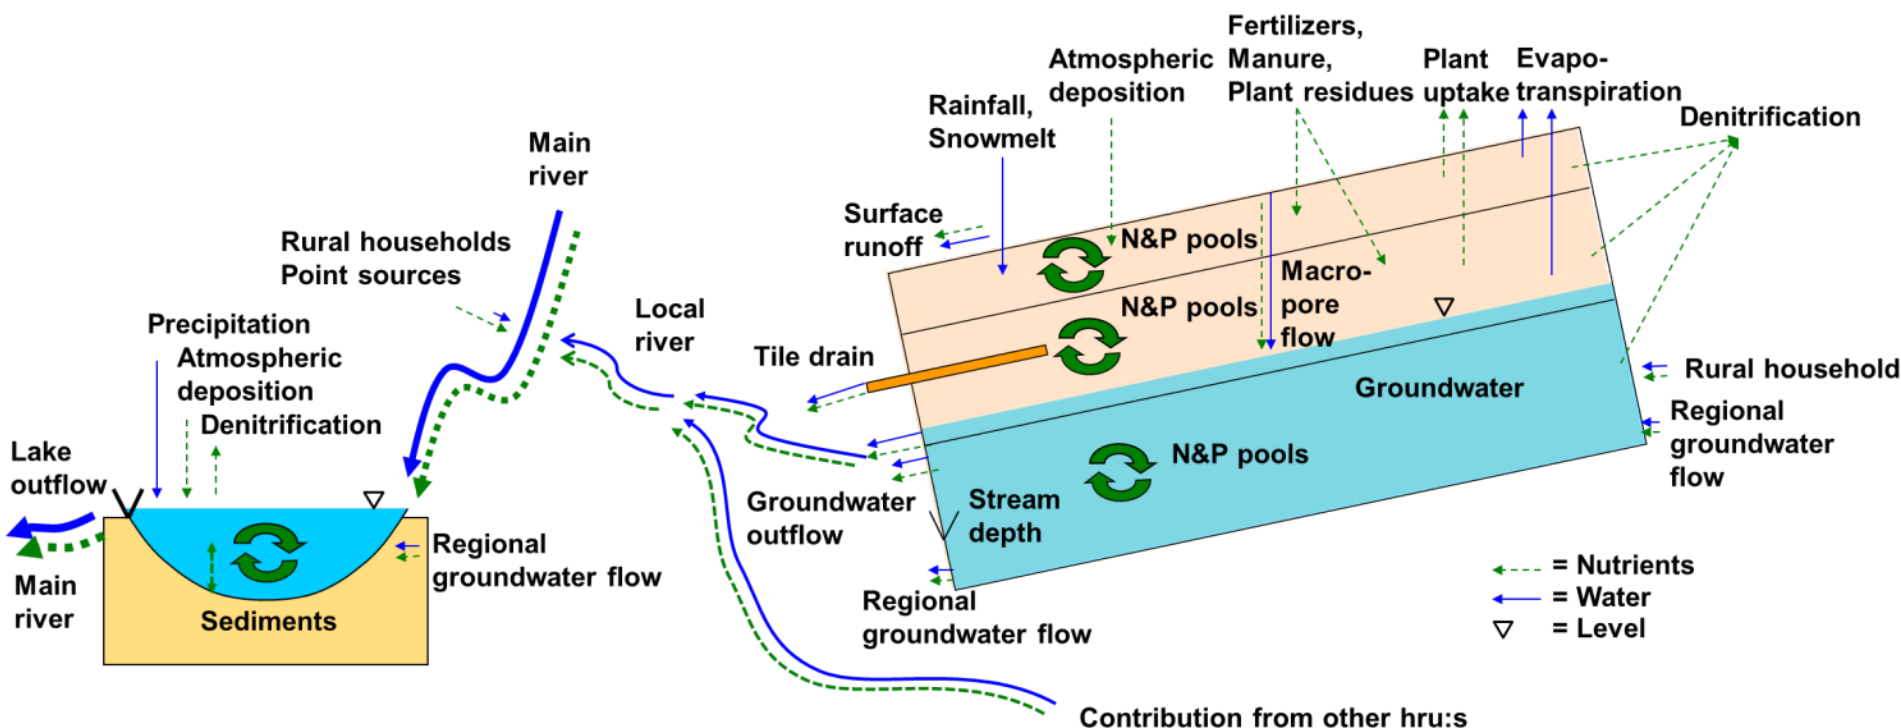 Fertilizers,
Manure,
Plant residues
Atmospheric
deposition
Plant
uptake
Evapo-
transpiration
Rainfall,
Snowmelt
Denitrification
Main
river
Surface
runoff
Rural households
Point sources
N&P pools
Macro-
pore
flow
N&P pools
Local
river
Precipitation
Atmospheric
deposition
Denitrification
Tile drain
Groundwater
Rural household
Regional
groundwater
flow
Lake
outflow
N&P pools
Groundwater
outflow
Stream
depth
Regional
groundwater flow
Main
river
Sediments
Regional
groundwater flow
= Nutrients
= Water
= Level
Contribution from other hru:s